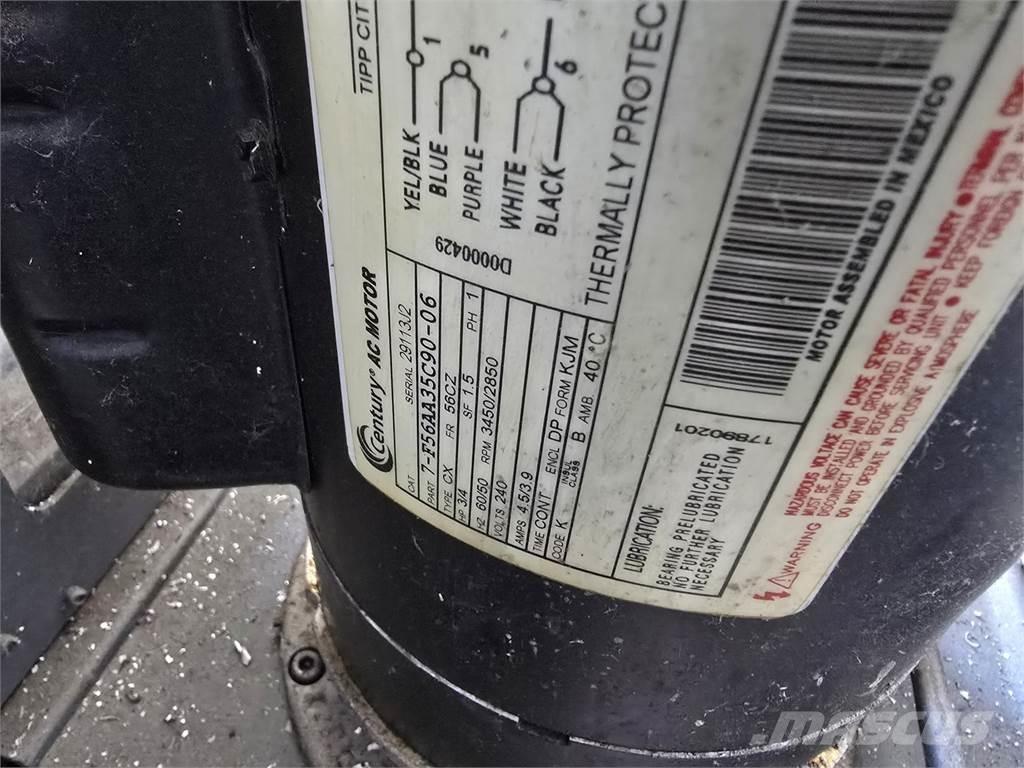 TIPP CIT
YEL/BLK 1
BLUE 5
PURPLE
WHITE 6
BLACK
D0000429
THERMALLY PROTEC
Century® AC MOTOR
CAT. SERIAL 29113J2
PART 7-F56AA35C90-06
TYPE CX FR 56CZ
HP 3/4 SF 1.5 PH 1
HZ 60/50 RPM 3450/2850
VOLTS 240
AMPS 4.5/3.9
TIME CONT ENCL DP FORM KJM
CODE K INSUL CLASS B AMB. 40 °C
MOTOR ASSEMBLED IN MEXICO
17890201
LUBRICATION:
BEARING PRELUBRICATED
NO FURTHER LUBRICATION
NECESSARY
WARNING
HAZARDOUS VOLTAGE CAN CAUSE SEVERE OR FATAL INJURY •
MUST BE INSTALLED AND GROUNDED BY QUALIFIED PERSONNEL
DISCONNECT POWER BEFORE SERVICING UNIT • KEEP FOREIGN
DO NOT OPERATE IN EXPLOSIVE ATMOSPHERE
MASCUS